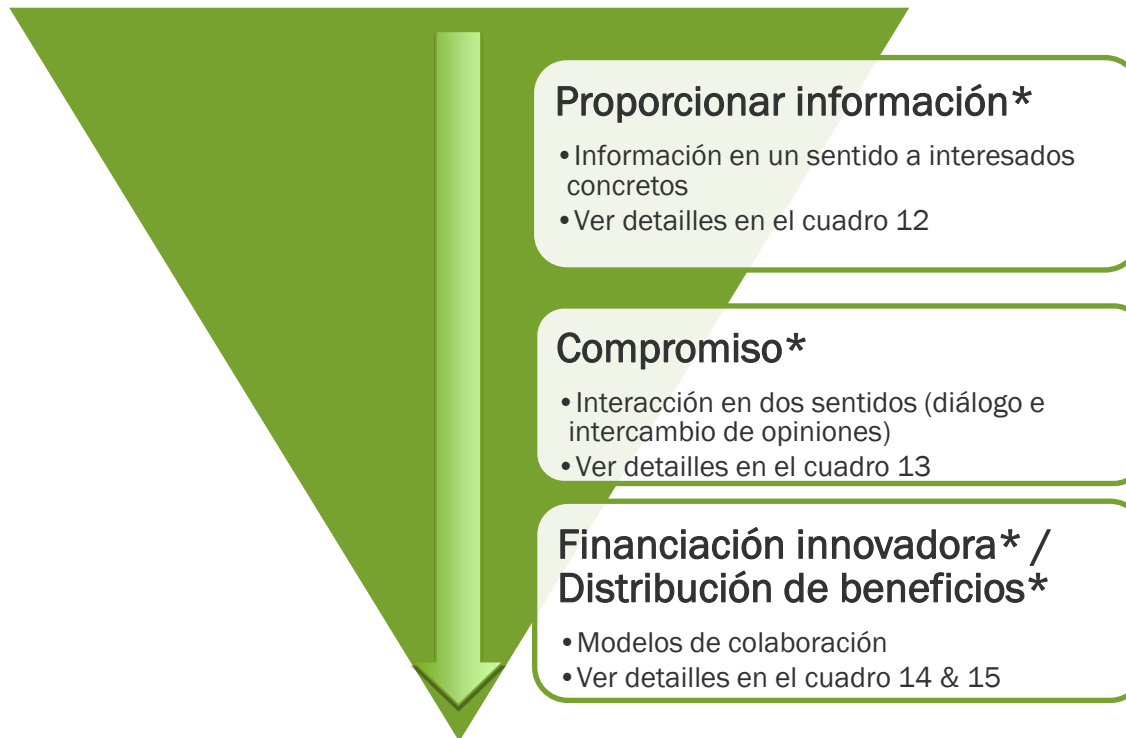 Proporcionar información*
•Información en un sentido a interesados
concretos
•Ver detailles en el cuadro 12
Compromiso*
•Interacción en dos sentidos (diálogo e
intercambio de opiniones)
•Ver detailles en el cuadro 13
Financiación innovadora* /
Distribución de beneficios*
•Modelos de colaboración
•Ver detailles en el cuadro 14 & 15